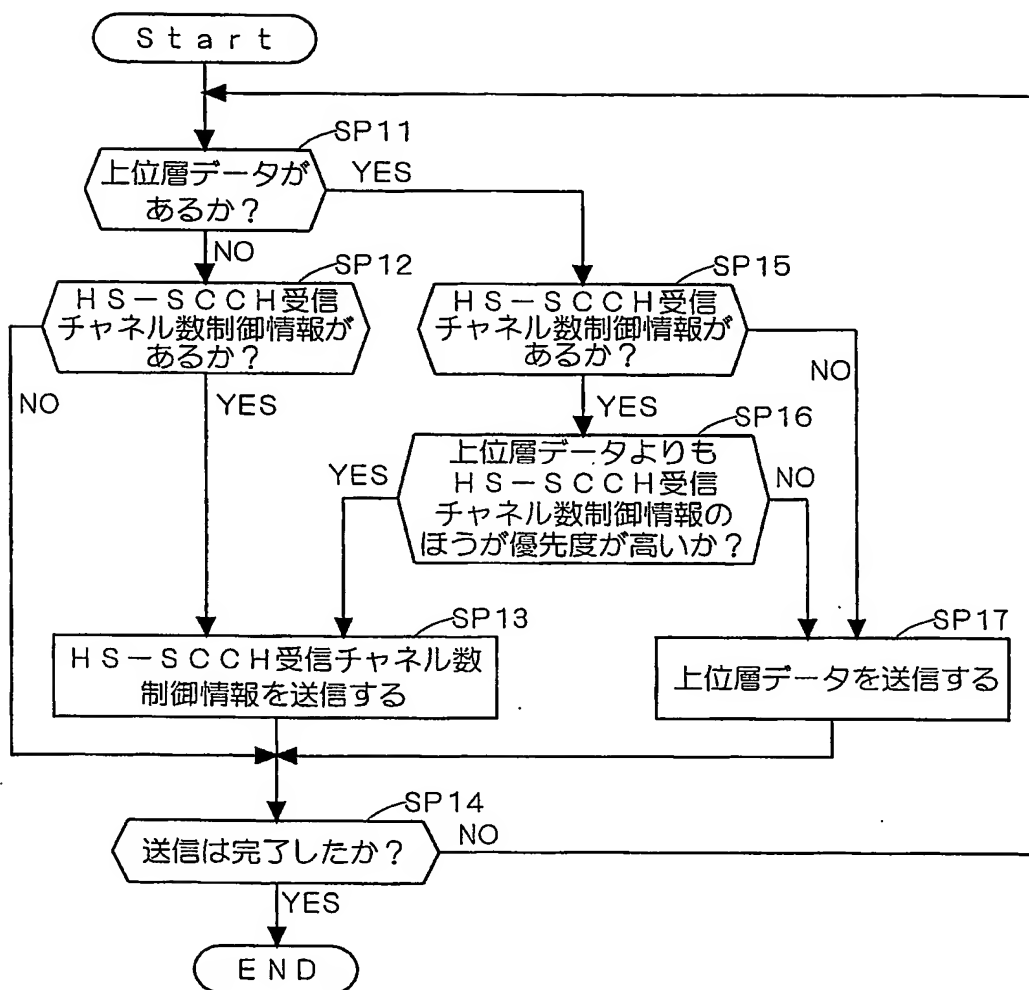 Start
SP11
上位層データが
あるか?
YES
NO
SP12
HS-SCCH受信
チャネル数制御情報が
あるか?
NO
YES
SP15
HS-SCCH受信
チャネル数制御情報が
あるか?
NO
YES
SP16
上位層データよりも
HS-SCCH受信
チャネル数制御情報の
ほうが優先度が高いか?
YES
NO
SP13
HS-SCCH受信チャネル数
制御情報を送信する
SP17
上位層データを送信する
SP14
送信は完了したか?
NO
YES
END